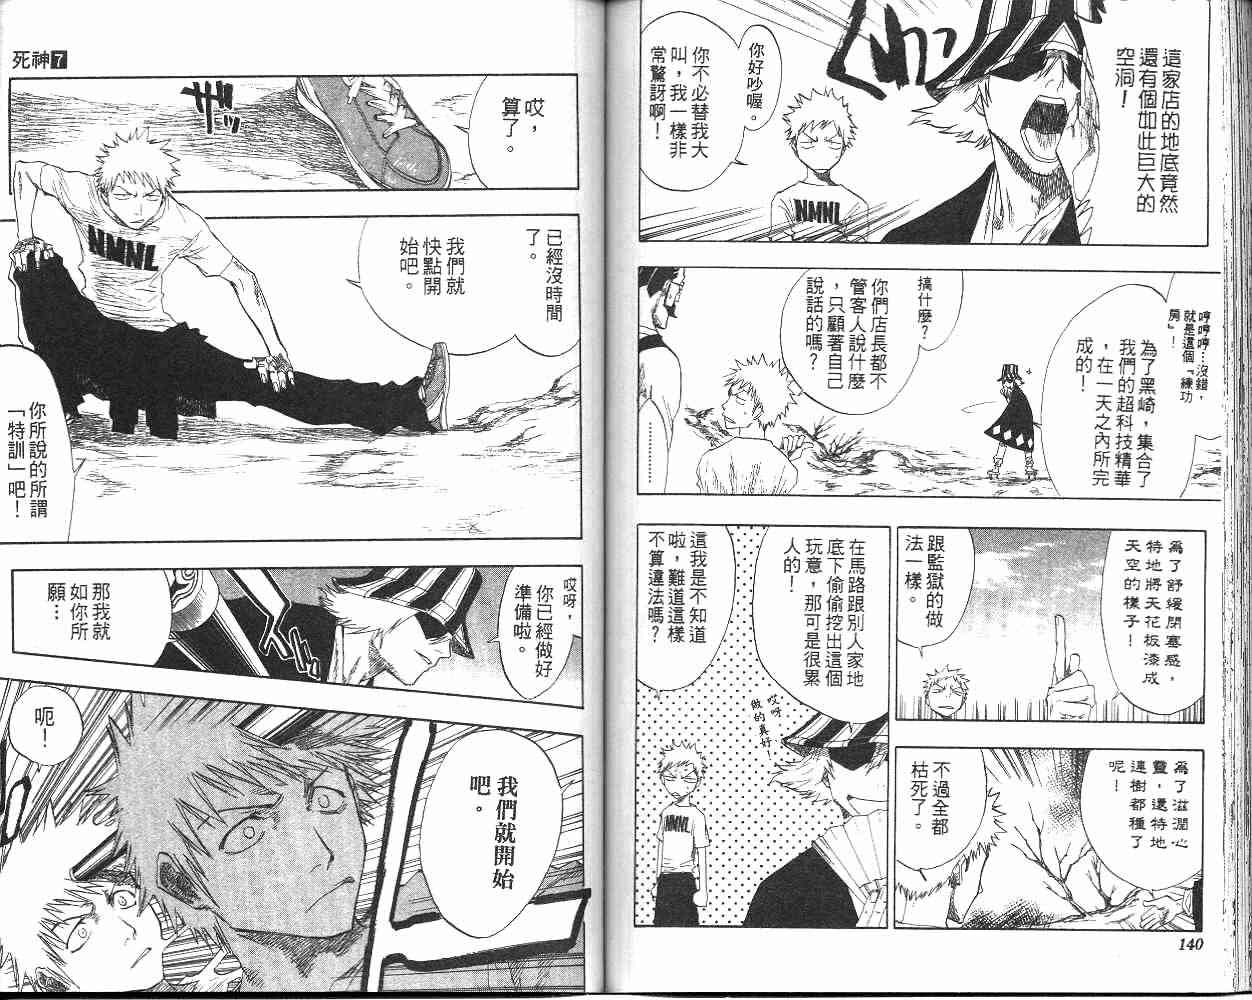 這家店的地底竟然
還有個如此巨大的
空洞！
你好吵喔。
你不必替我大
叫，我一樣非
常驚訝啊！
NMNL
哼哼哼…沒錯，
就是這個「練功
房」！
為了黑崎，集合了
我們的超科技精華
，在一天之內所完
成的！
搞什麼？
你們店長都不
管客人說什麼
，只顧著自己
說話的嗎？
…………
為了舒緩閉塞感，
特地將天花板漆成
天空的樣子！
跟監獄的做
法一樣。
為了滋潤心
靈，還特地
連樹都種了
呢！
不過全都
枯死了。
在馬路跟別人家地
底下偷偷挖出這個
玩意，那可是很累
人的！
這我是不知道
啦，難道這樣
不算違法嗎？
哎呀
做的真好
NMNL
140
死神7
哎，
算了。
已經沒時間
了。
我們就
快點開
始吧。
NMNL
你所說的所謂
「特訓」吧！
哎呀，
你已經做好
準備啦。
那我就
如你所
願…
我們就開始
吧。
呃！